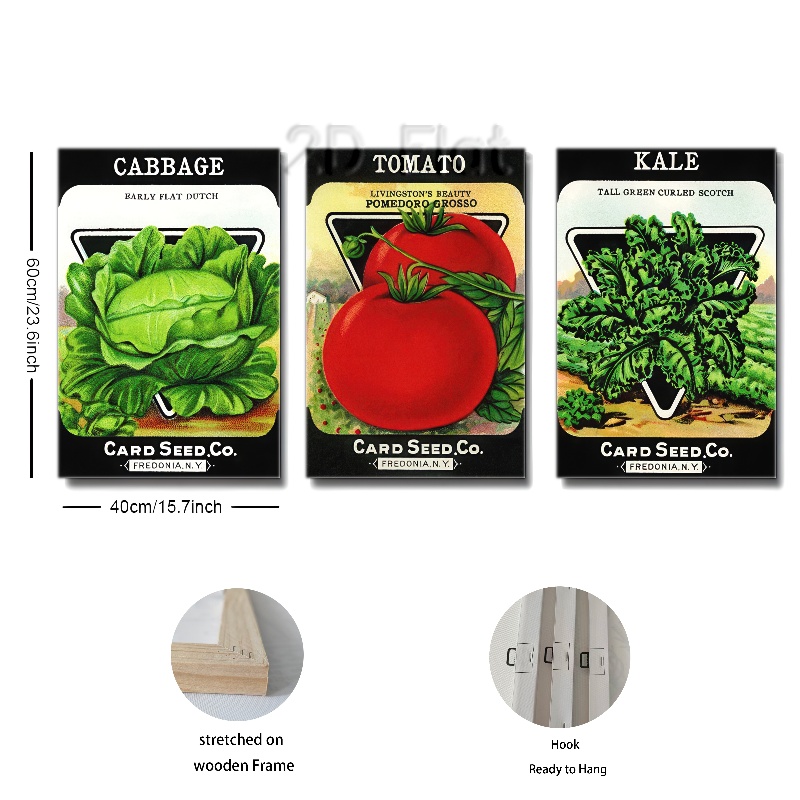 2D Flat
CABBAGE
EARLY FLAT DUTCH
CARD SEED.CO.
FREDONIA, N.Y.
TOMATO
LIVINGSTON'S BEAUTY
POMEDORO GROSSO
CARD SEED.CO.
FREDONIA, N.Y.
KALE
TALL GREEN CURLED SCOTCH
CARD SEED.CO.
FREDONIA, N.Y.
60cm/23.6inch
40cm/15.7inch
stretched on
wooden Frame
Hook
Ready to Hang